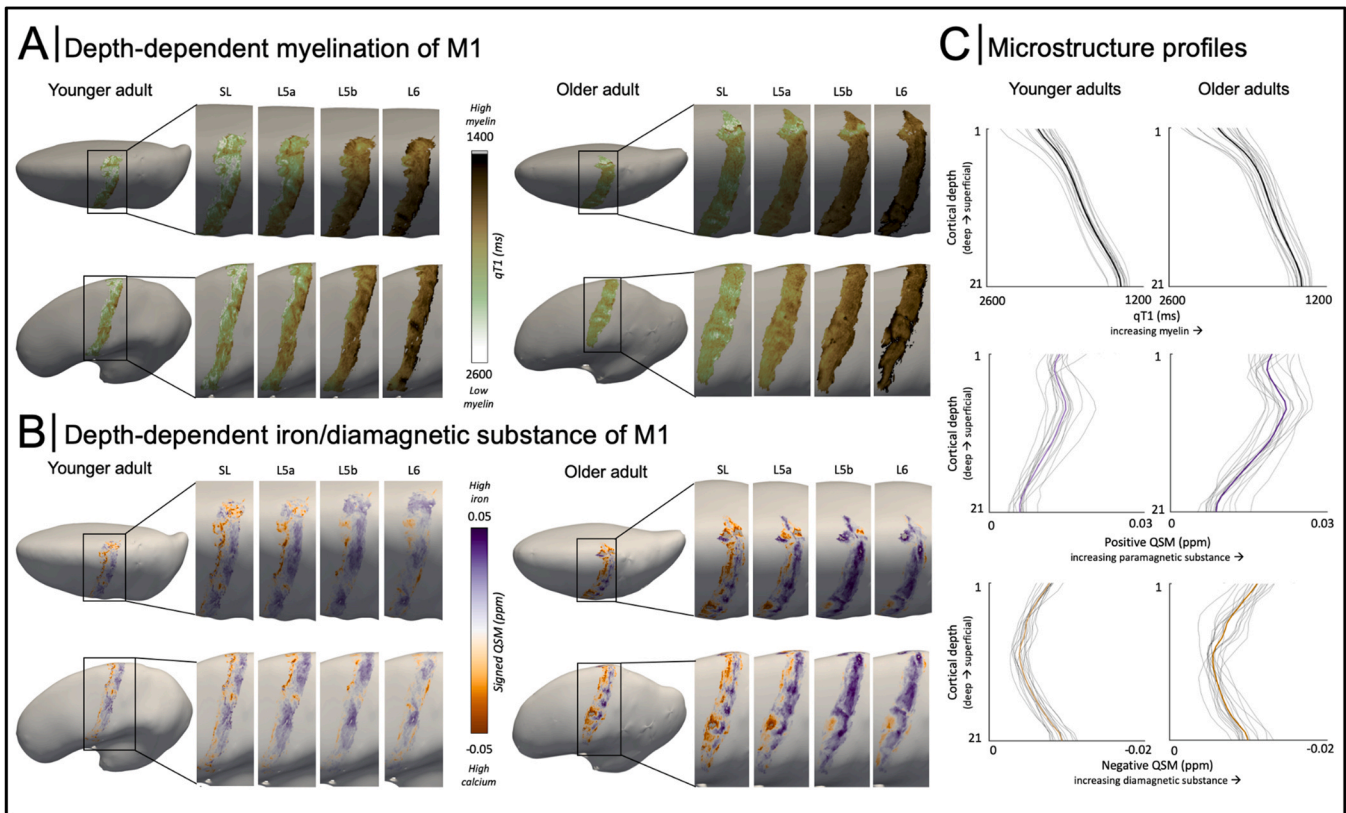 A| Depth-dependent myelination of M1
Younger adult
SL L5a L5b L6
High
myelin
1400
qT1 (ms)
2600
Low
myelin
Older adult
SL L5a L5b L6
B| Depth-dependent iron/diamagnetic substance of M1
Younger adult
SL L5a L5b L6
High
iron
0.05
Signed QSM (ppm)
-0.05
High
calcium
Older adult
SL L5a L5b L6
C| Microstructure profiles
Younger adults Older adults
1 1
Cortical depth
(deep → superficial)
21 21
2600 1200 2600 1200
qT1 (ms)
increasing myelin →
1 1
Cortical depth
(deep → superficial)
21 21
0 0.03 0 0.03
Positive QSM (ppm)
increasing paramagnetic substance →
1 1
Cortical depth
(deep → superficial)
21 21
0 -0.02 0 -0.02
Negative QSM (ppm)
increasing diamagnetic substance →